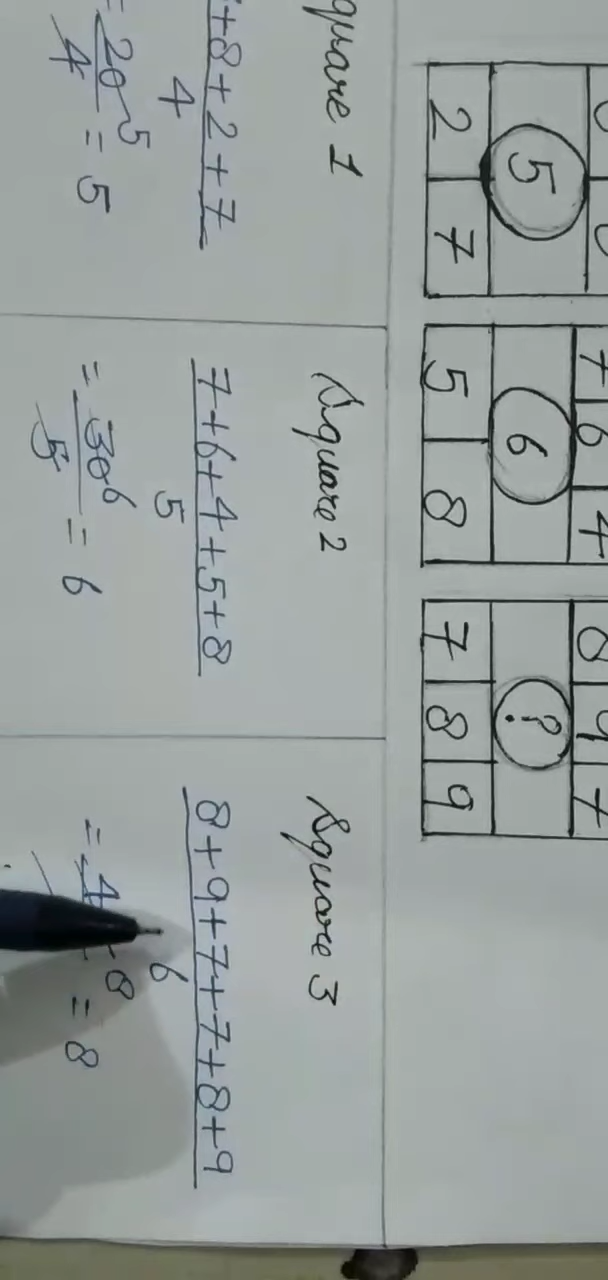 5
2 7
7 6 4
6
5 8
8 9 7
?
7 8 9
quare 1
+8+2+7
4
= 20 5
4 = 5
Square 2
7+6+4+5+8
5
= 30 6
5 = 6
Square 3
8+9+7+7+8+9
6
= 4 8 = 8